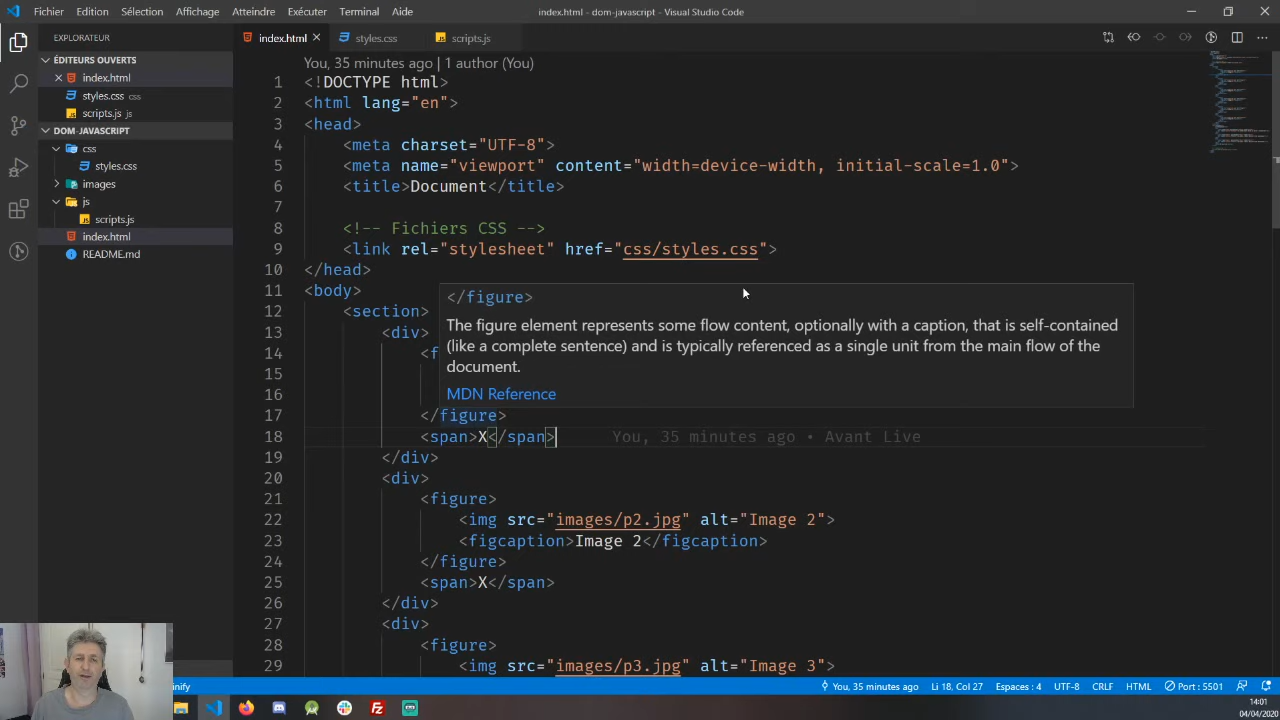 Fichier Edition Sélection Affichage Atteindre Exécuter Terminal Aide index.html - dom-javascript - Visual Studio Code
EXPLORATEUR
ÉDITEURS OUVERTS
index.html
styles.css css
scripts.js
DOM-JAVASCRIPT
css
styles.css
images
js
scripts.js
index.html
README.md
index.html styles.css scripts.js
You, 35 minutes ago | 1 author (You)
1 <!DOCTYPE html>
2 <html lang="en">
3 <head>
4 <meta charset="UTF-8">
5 <meta name="viewport" content="width=device-width, initial-scale=1.0">
6 <title>Document</title>
7
8 <!-- Fichiers CSS -->
9 <link rel="stylesheet" href="css/styles.css">
10 </head>
11 <body>
12 <section>
13 <div>
14 <f
15
16
</figure>
The figure element represents some flow content, optionally with a caption, that is self-contained
(like a complete sentence) and is typically referenced as a single unit from the main flow of the
document.
MDN Reference
17 </figure>
18 <span>X</span> You, 35 minutes ago • Avant Live
19 </div>
20 <div>
21 <figure>
22 <img src="images/p2.jpg" alt="Image 2">
23 <figcaption>Image 2</figcaption>
24 </figure>
25 <span>X</span>
26 </div>
27 <div>
28 <figure>
29 <img src="images/p3.jpg" alt="Image 3">
inify You, 35 minutes ago Li 18, Col 27 Espaces : 4 UTF-8 CRLF HTML Port : 5501
14:01
04/04/2020